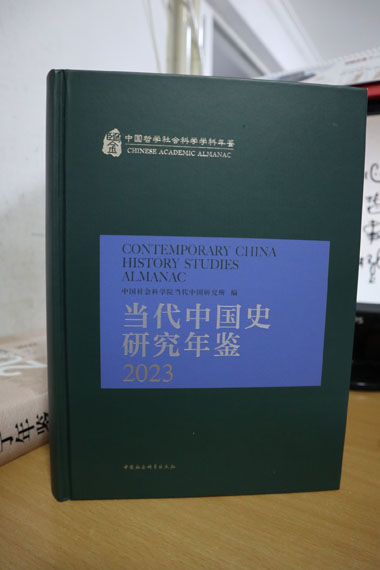 中国哲学社会科学学科年鉴
CHINESE ACADEMIC ALMANAC
CONTEMPORARY CHINA
HISTORY STUDIES
ALMANAC
中国社会科学院当代中国研究所 编
当代中国史
研究年鉴
2023
中国社会科学出版社
年鉴